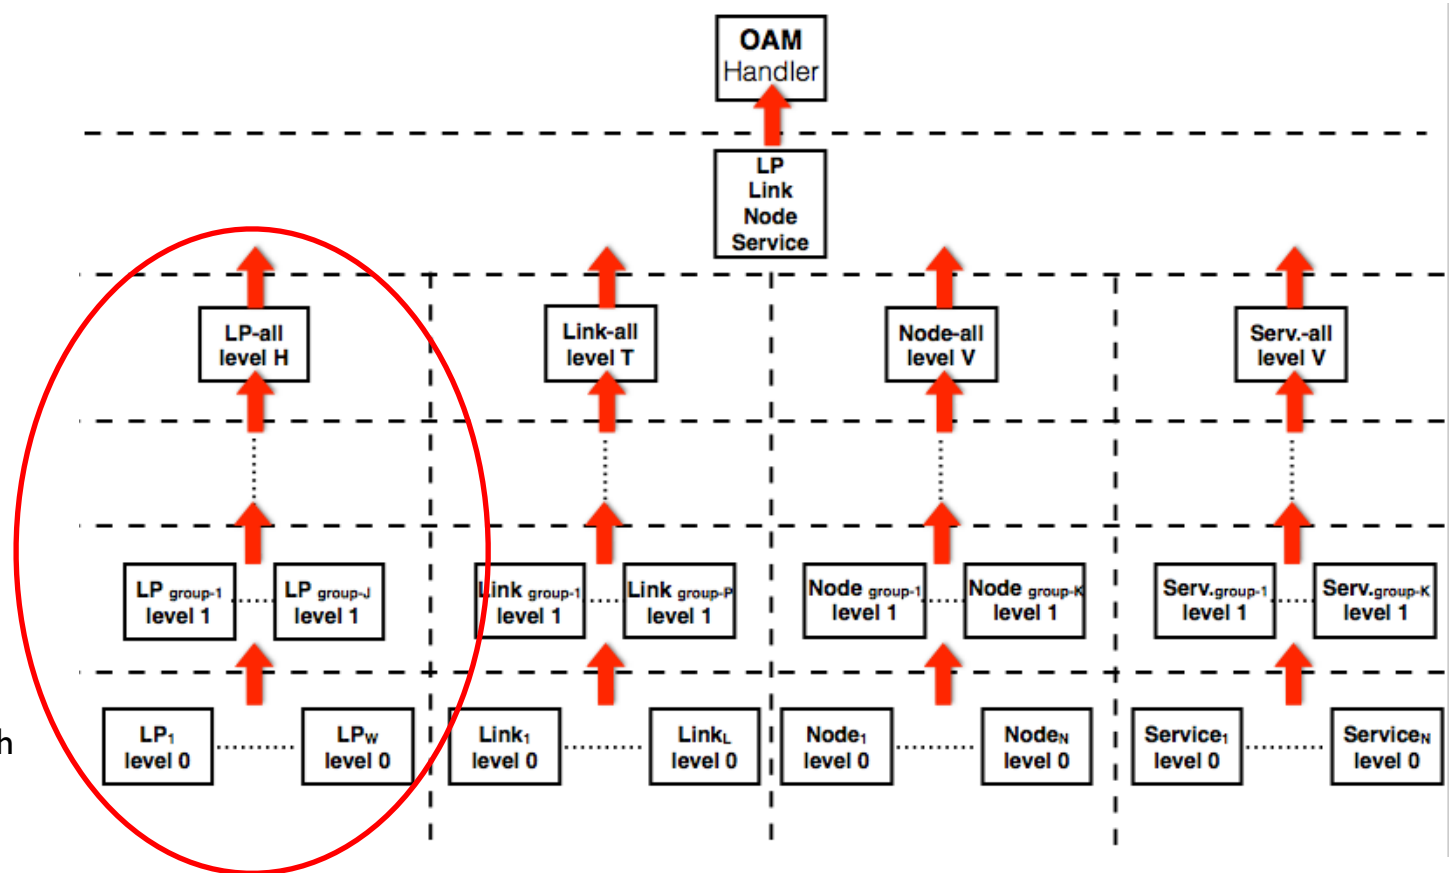 OAM
Handler
LP
Link
Node
Service
LP-all
level H
Link-all
level T
Node-all
level V
Serv.-all
level V
LP group-1
level 1
LP group-J
level 1
Link group-1
level 1
Link group-P
level 1
Node group-1
level 1
Node group-K
level 1
Serv.group-1
level 1
Serv.group-K
level 1
h
LP1
level 0
LPW
level 0
Link1
level 0
LinkL
level 0
Node1
level 0
NodeN
level 0
Service1
level 0
ServiceN
level 0